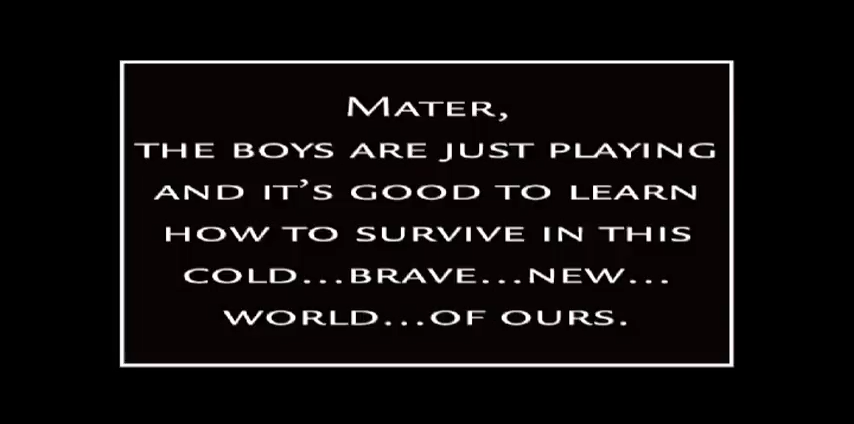 Mater,
the boys are just playing
and it's good to learn
how to survive in this
cold...brave...new...
world...of ours.